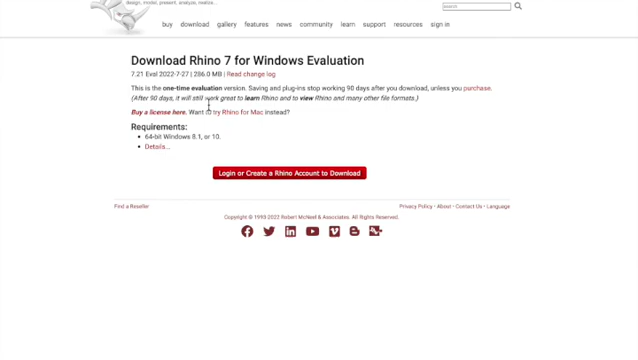 design, model, present, analyze, realize...
search
buy download gallery features news community learn support resources sign in
Download Rhino 7 for Windows Evaluation
7.21 Eval 2022-7-27 | 286.0 MB | Read change log
This is the one-time evaluation version. Saving and plug-ins stop working 90 days after you download, unless you purchase.
(After 90 days, it will still work great to learn Rhino and to view Rhino and many other file formats.)
Buy a license here. Want to try Rhino for Mac instead?
Requirements:
• 64-bit Windows 8.1, or 10.
• Details...
Login or Create a Rhino Account to Download
Find a Reseller
Privacy Policy - About - Contact Us - Language
Copyright © 1993 2022 Robert McNeel & Associates. All Rights Reserved.